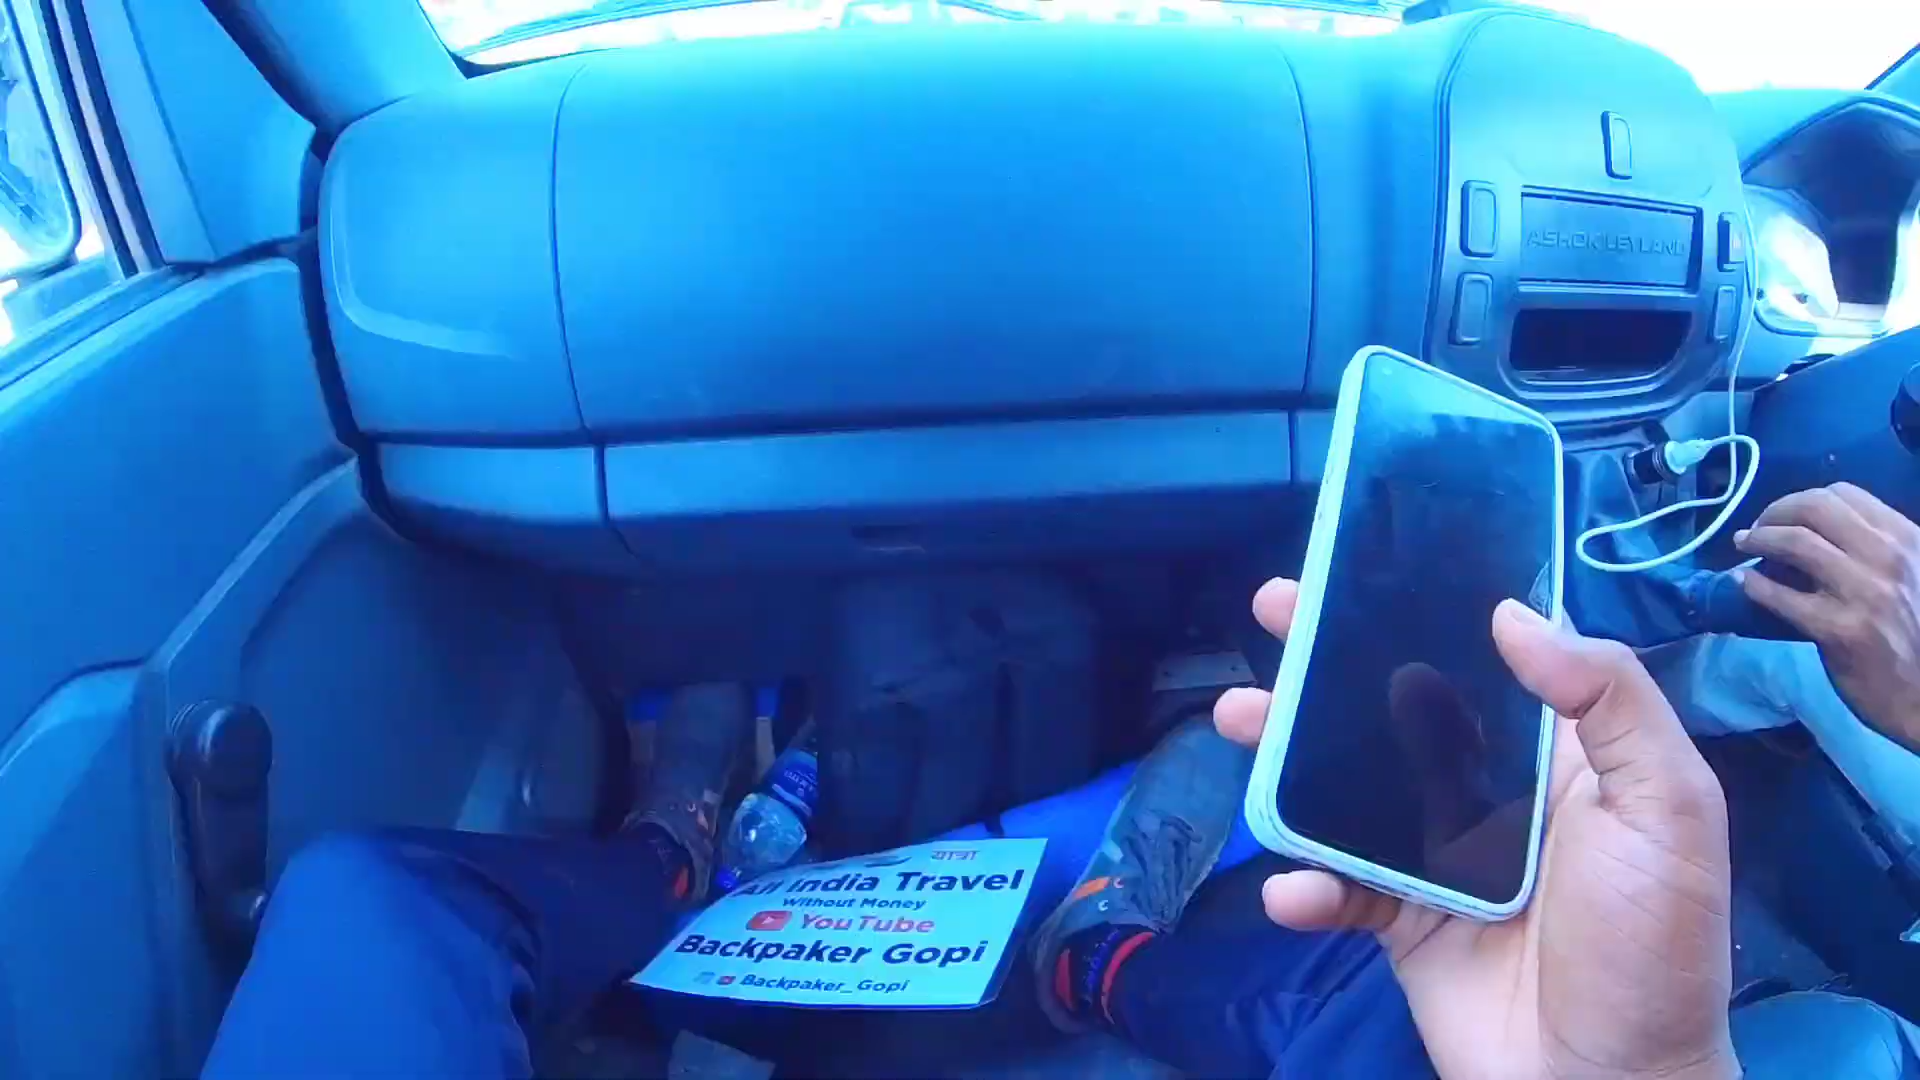 ASHOK LEYLAND
यात्रा
All India Travel
Without Money
YouTube
Backpaker Gopi
Backpaker_Gopi